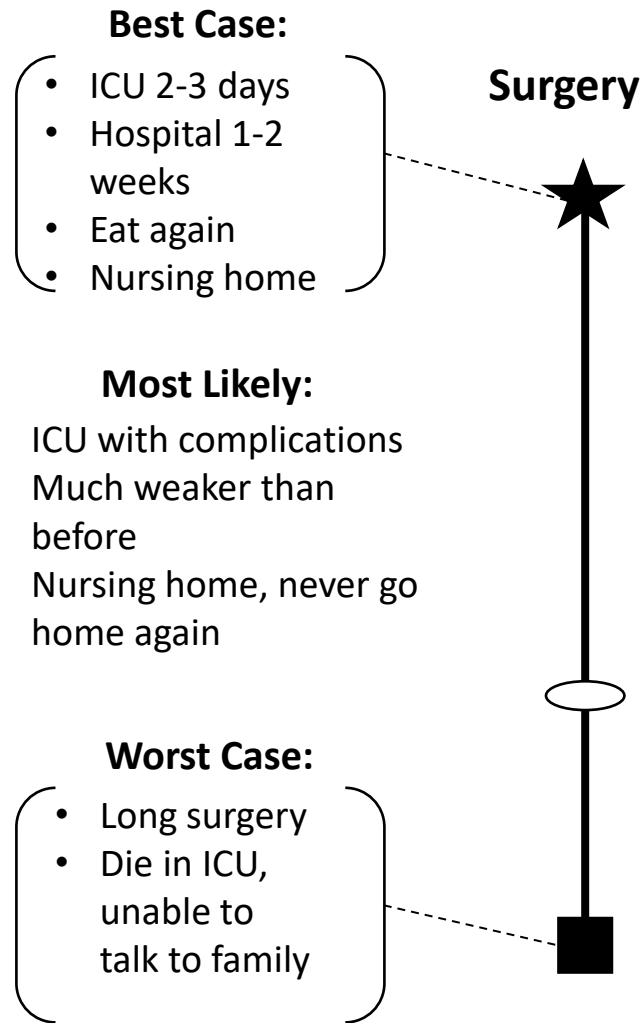 Best Case:
• ICU 2-3 days
• Hospital 1-2
weeks
• Eat again
• Nursing home
Surgery
Most Likely:
ICU with complications
Much weaker than
before
Nursing home, never go
home again
Worst Case:
• Long surgery
• Die in ICU,
unable to
talk to family